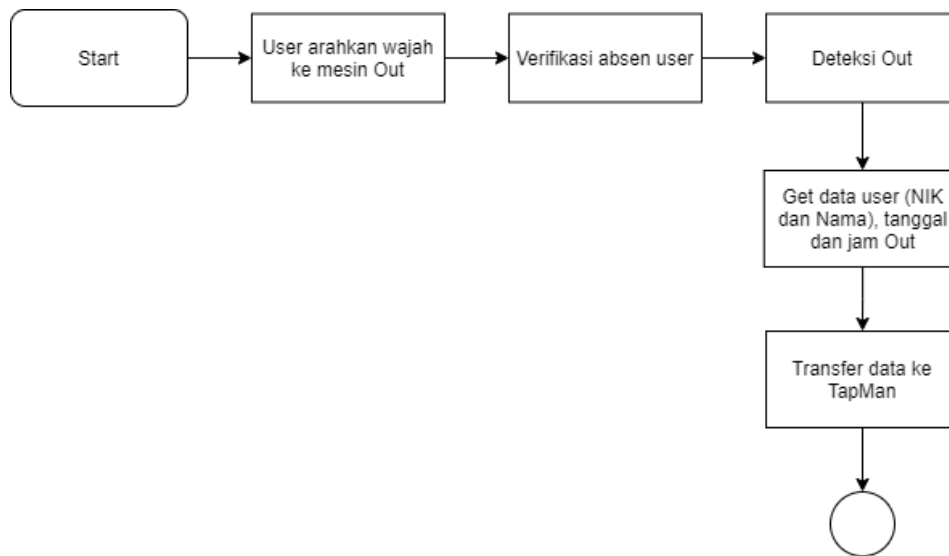 Start
User arahkan wajah
ke mesin Out
Verifikasi absen user
Deteksi Out
Get data user (NIK
dan Nama), tanggal
dan jam Out
Transfer data ke
TapMan